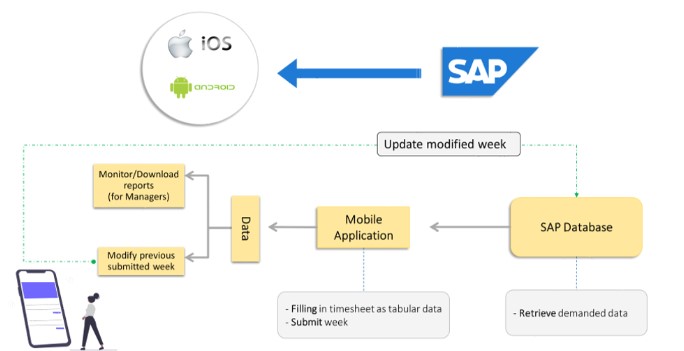 iOS
ANDROID
SAP
Update modified week
Monitor/Download
reports
(for Managers)
Data
Mobile
Application
SAP Database
Modify previous
submitted week
- Filling in timesheet as tabular data
- Submit week
- Retrieve demanded data